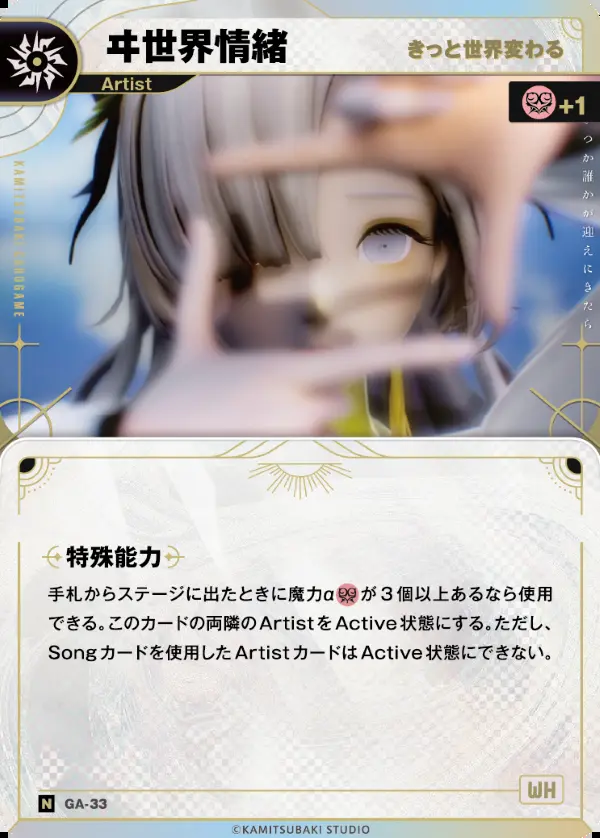 ヰ世界情緒
きっと世界変わる
Artist
+1
つか誰かが迎えにきたら
KAMITSUBAKI CARDGAME
特殊能力
手札からステージに出たときに魔力αが3個以上あるなら使用
できる。このカードの両隣のArtistをActive状態にする。ただし、
Songカードを使用したArtistカードはActive状態にできない。
N GA-33
WH
©KAMITSUBAKI STUDIO